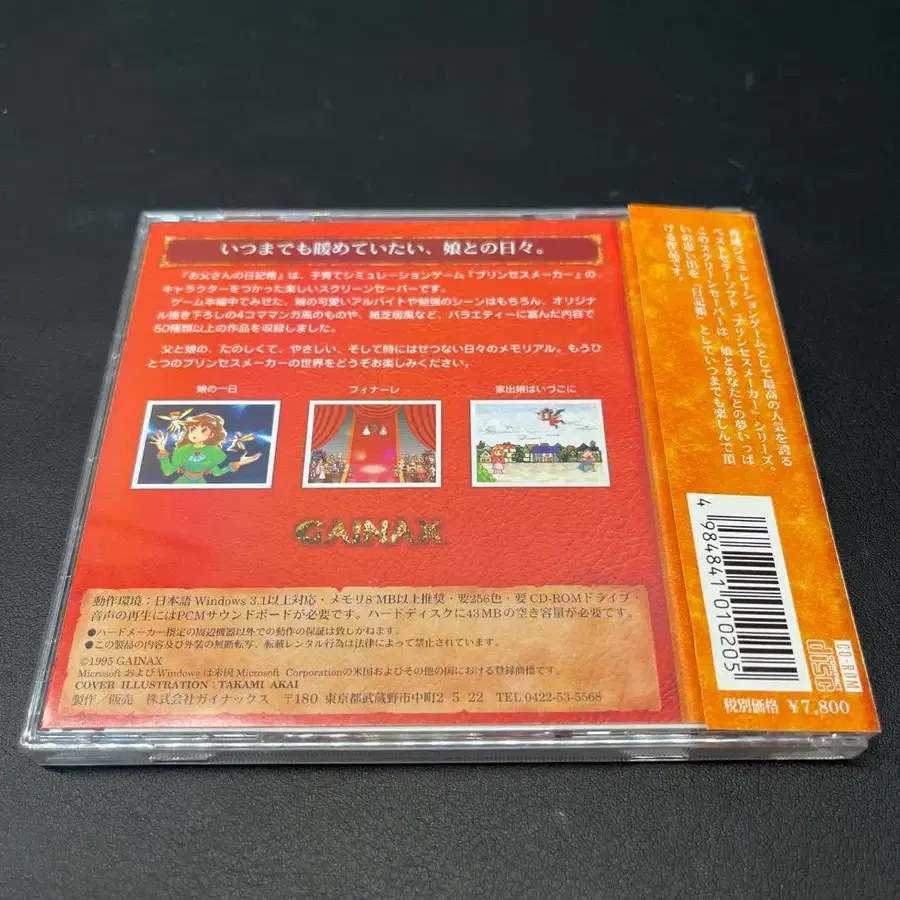 いつまでも暖めていたい、娘との日々。
『お父さんの日記帳』は、子育てシミュレーションゲーム『プリンセスメーカー』の
キャラクターをつかった楽しいスクリーンセーバーです。
ゲーム本編中でみせた、娘の可愛いアルバイトや勉強のシーンはもちろん、オリジナ
ル描き下ろしの4コママンガ風のものや、紙芝居風など、バラエティーに富んだ内容で
50種類以上の作品を収録しました。
父と娘の、たのしくて、やさしい、そして時にはせつない日々のメモリアル。もうひ
とつのプリンセスメーカーの世界をどうぞお楽しみください。
娘の一日
フィナーレ
家出娘はいづこに
GAINAX
動作環境：日本語 Windows 3.1以上対応・メモリ8 MB以上推奨・要256色・要 CD-ROMドライブ・
音声の再生にはPCMサウンドボードが必要です。ハードディスクに43MBの空き容量が必要です。
●ハードメーカー指定の周辺機器以外での動作の保証は致しかねます。
●この製品の内容及び外装の無断転写、転載レンタル行為は法律によって禁止されています。
©1995 GAINAX
Microsoft および Windows は米国 Microsoft Corporationの米国およびその他の国における登録商標です.
COVER ILLUSTRATION : TAKAMI AKAI
製作／販売 株式会社ガイナックス 〒180 東京都武蔵野市中町2-5-22 TEL 0422-53-5568
育成シミュレーションゲームとして最高の人気を誇る
ベストセラーソフト『プリンセスメーカー』シリーズ。
このスクリーンセーバーは、娘とあなたとの夢いっぱ
いの思い出を『日記帳』としていつまでも楽しんで頂
ける作品です。
4984841010205
CD-ROM
COMPACT disc
税別価格 ¥7,800